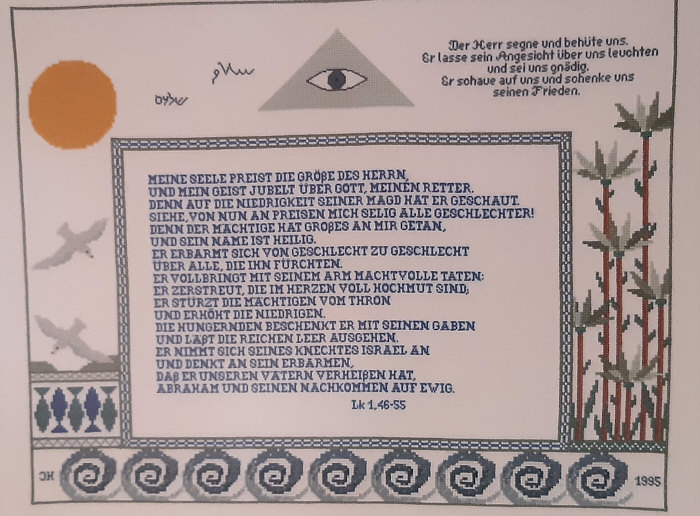 Der Herr segne und behüte uns.
Er lasse sein Angesicht über uns leuchten
und sei uns gnädig.
Er schaue auf uns und schenke uns
seinen Frieden.
سلام
שלום
MEINE SEELE PREIST DIE GRÖßE DES HERRN,
UND MEIN GEIST JUBELT ÜBER GOTT, MEINEN RETTER.
DENN AUF DIE NIEDRIGKEIT SEINER MAGD HAT ER GESCHAUT.
SIEHE, VON NUN AN PREISEN MICH SELIG ALLE GESCHLECHTER!
DENN DER MÄCHTIGE HAT GROßES AN MIR GETAN,
UND SEIN NAME IST HEILIG.
ER ERBARMT SICH VON GESCHLECHT ZU GESCHLECHT
ÜBER ALLE, DIE IHN FÜRCHTEN.
ER VOLLBRINGT MIT SEINEM ARM MACHTVOLLE TATEN:
ER ZERSTREUT, DIE IM HERZEN VOLL HOCHMUT SIND;
ER STÜRZT DIE MÄCHTIGEN VOM THRON
UND ERHÖHT DIE NIEDRIGEN.
DIE HUNGERNDEN BESCHENKT ER MIT SEINEN GABEN
UND LÄßT DIE REICHEN LEER AUSGEHEN.
ER NIMMT SICH SEINES KNECHTES ISRAEL AN
UND DENKT AN SEIN ERBARMEN,
DAß ER UNSEREN VÄTERN VERHEIßEN HAT,
ABRAHAM UND SEINEN NACHKOMMEN AUF EWIG.
Lk 1,46-55
JH
1995